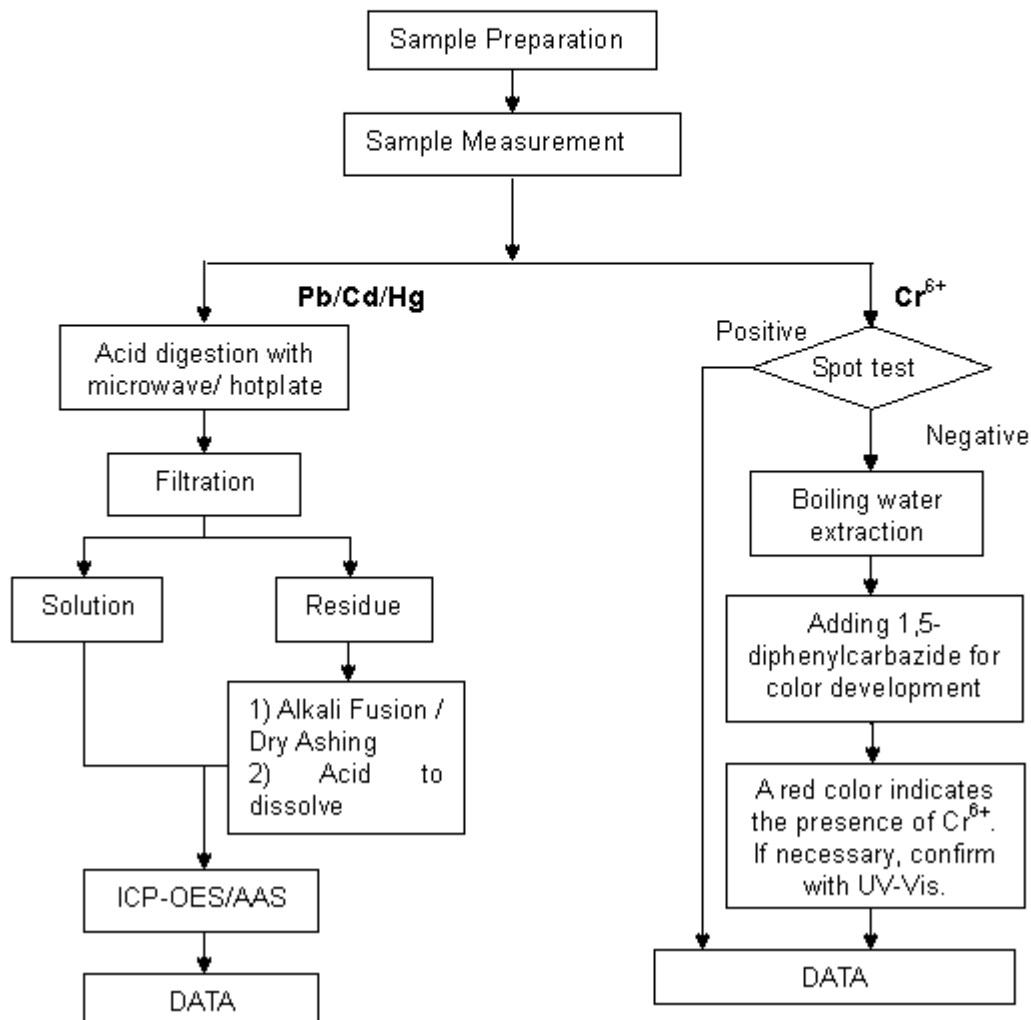 Sample Preparation
Sample Measurement
Pb/Cd/Hg
Cr⁶⁺
Acid digestion with
microwave/ hotplate
Positive
Spot test
Negative
Filtration
Boiling water
extraction
Solution
Residue
Adding 1,5-
diphenylcarbazide for
color development
1) Alkali Fusion /
Dry Ashing
2) Acid to
dissolve
A red color indicates
the presence of Cr⁶⁺.
If necessary, confirm
with UV-Vis.
ICP-OES/AAS
DATA
DATA